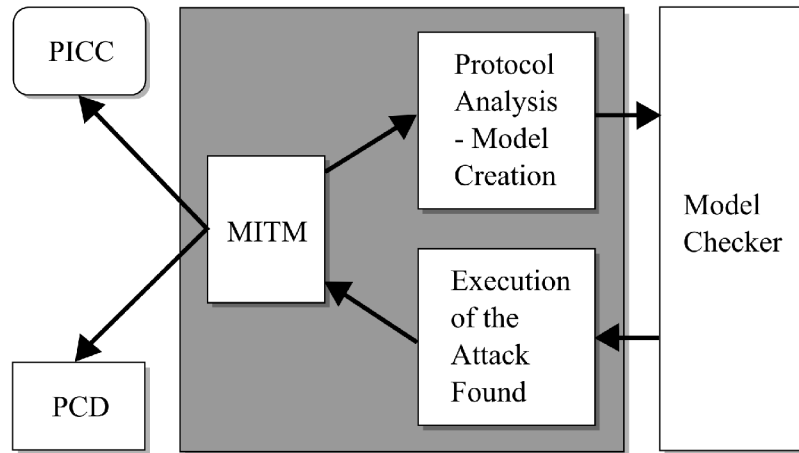 PICC
Protocol
Analysis
- Model
Creation
MITM
Model
Checker
Execution
of the
Attack
Found
PCD